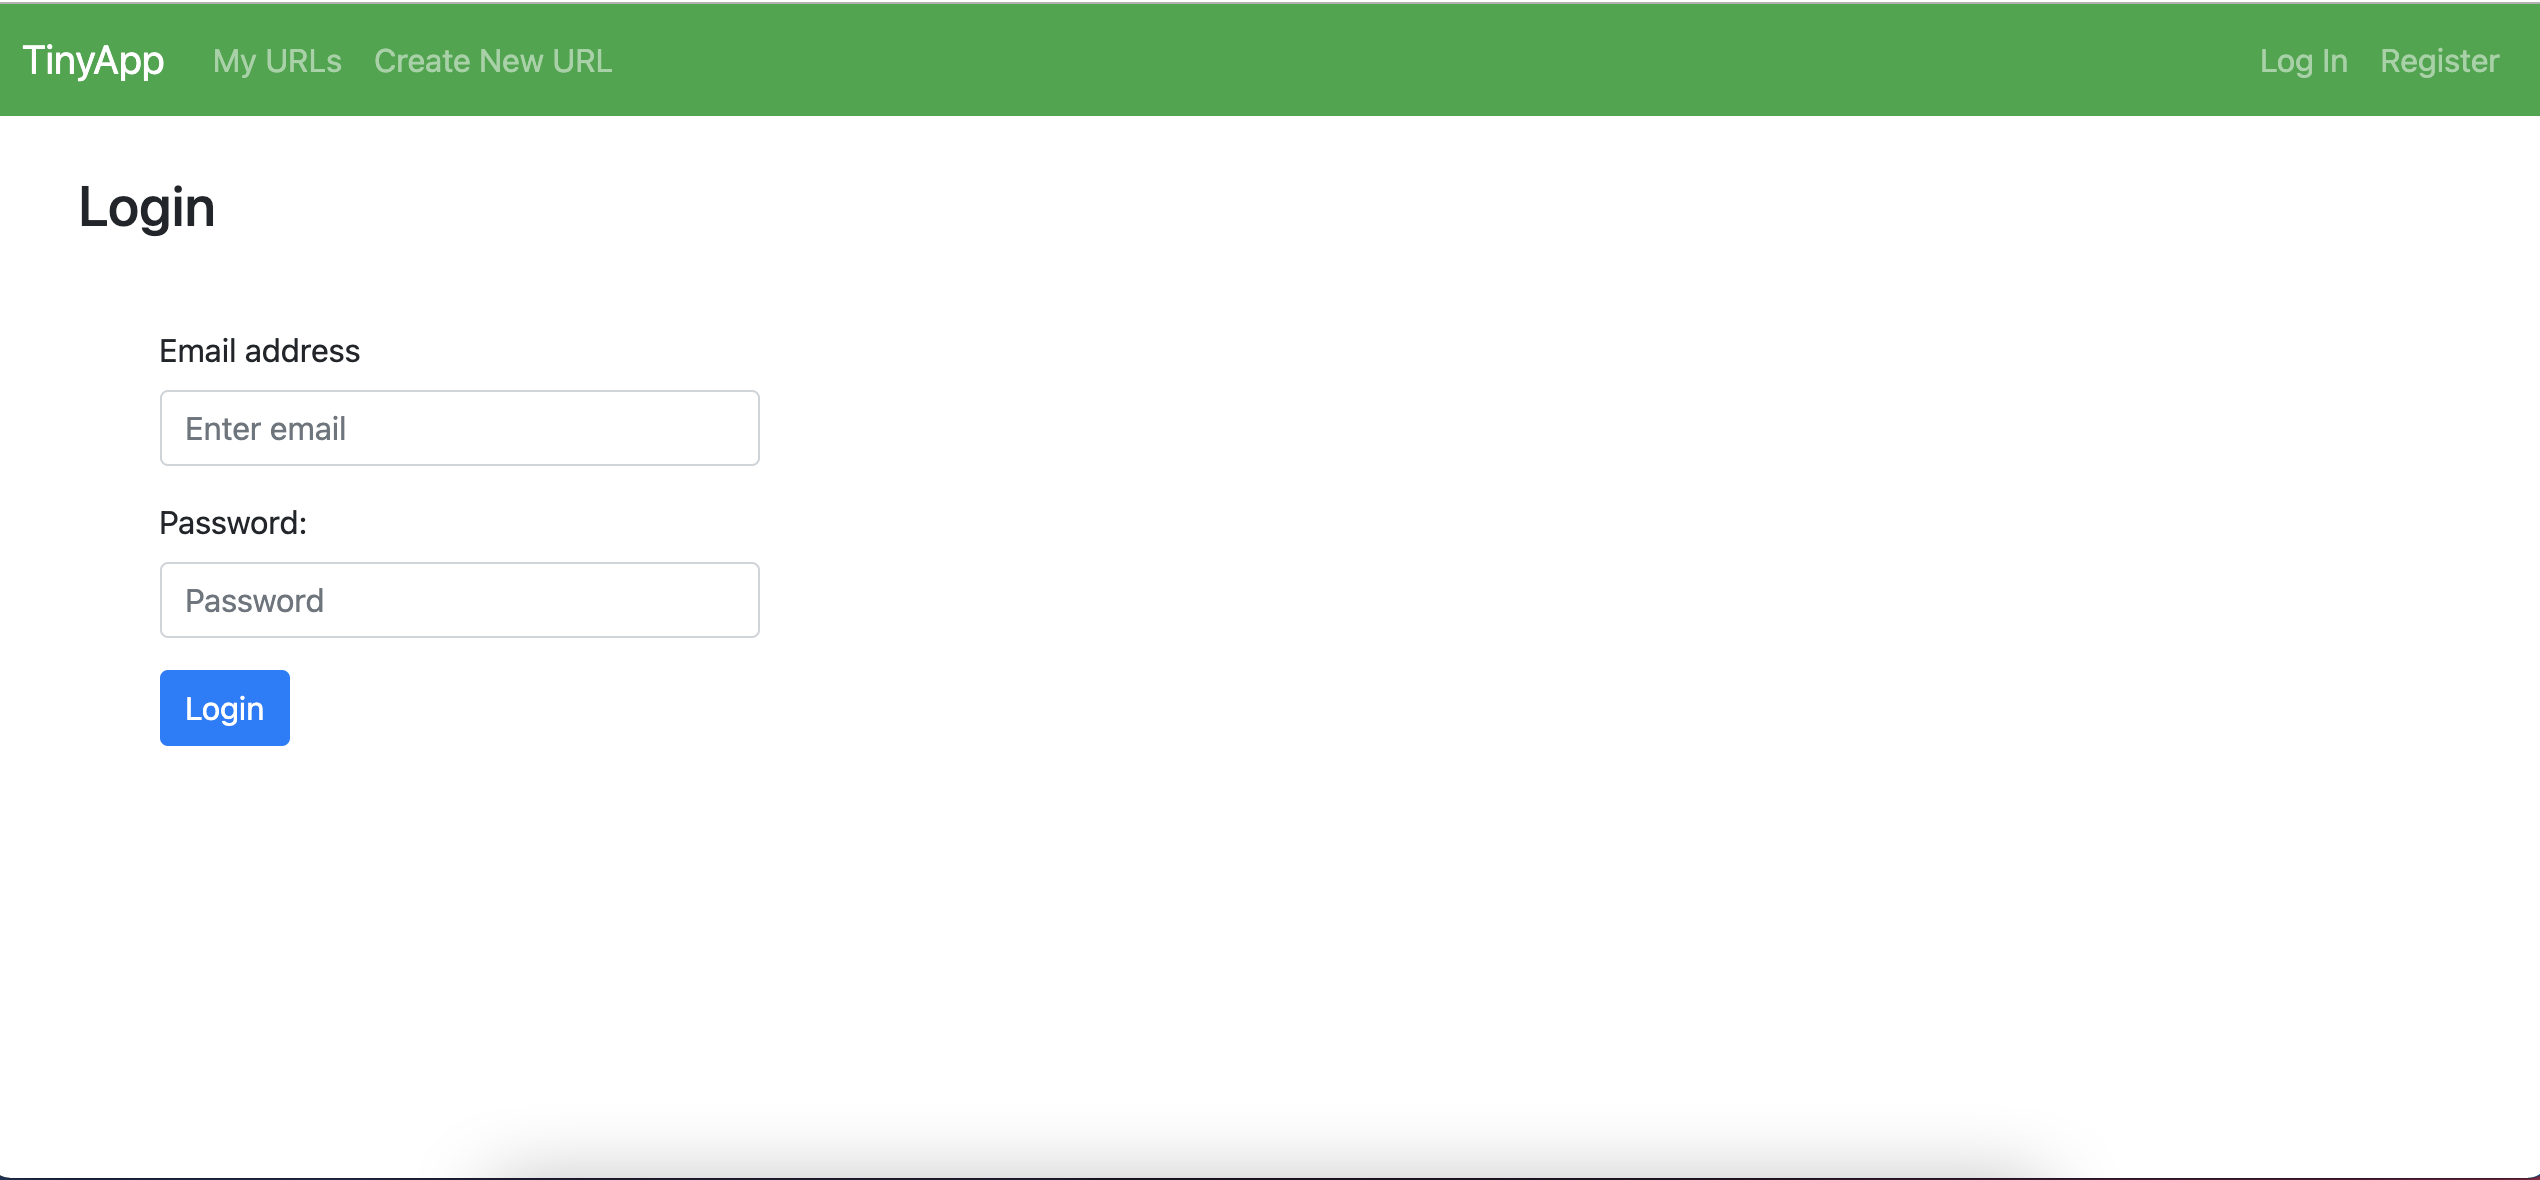 TinyApp My URLs Create New URL Log In Register
Login
Email address
Enter email
Password:
Password
Login